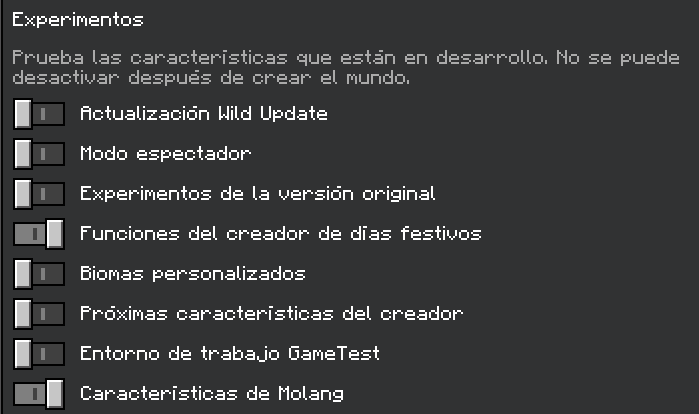 Experimentos
Prueba las características que están en desarrollo. No se puede
desactivar después de crear el mundo.
Actualización Wild Update
Modo espectador
Experimentos de la versión original
Funciones del creador de días festivos
Biomas personalizados
Próximas características del creador
Entorno de trabajo GameTest
Características de Molang